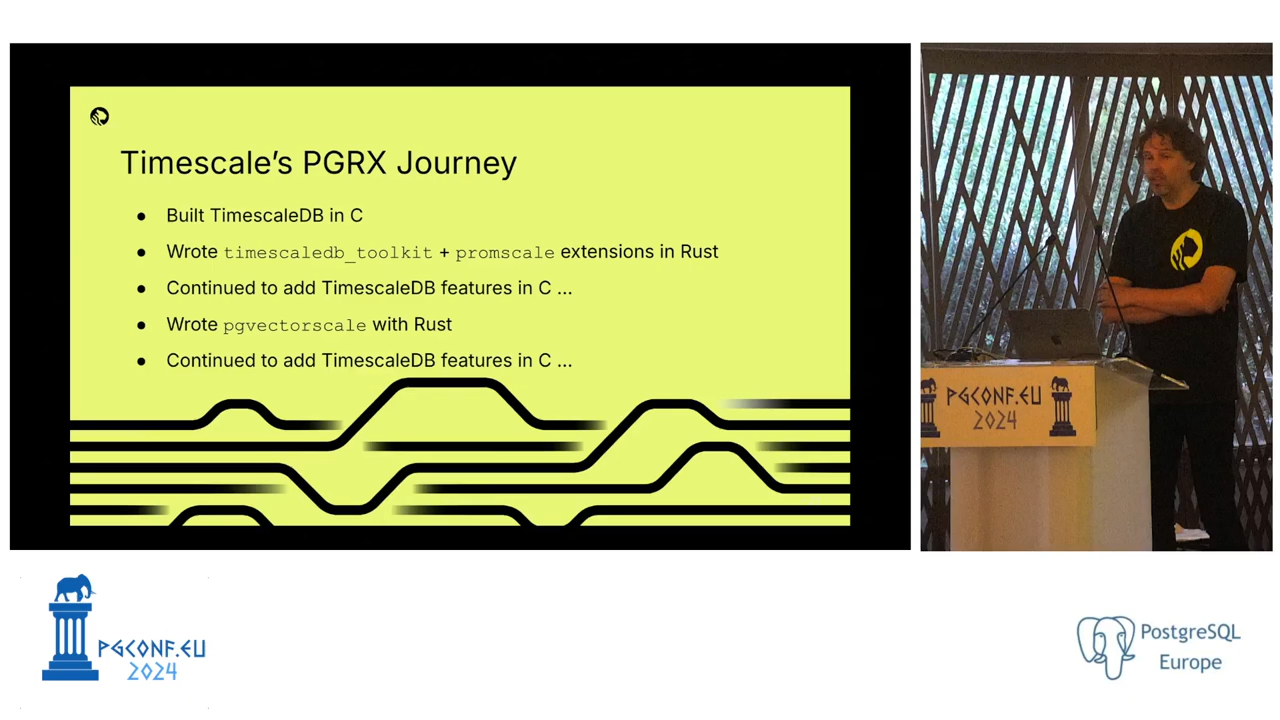 Timescale's PGRX Journey
● Built TimescaleDB in C
● Wrote timescaledb_toolkit + promscale extensions in Rust
● Continued to add TimescaleDB features in C ...
● Wrote pgvectorscale with Rust
● Continued to add TimescaleDB features in C ...
PGCONF.EU
2024
PGCONF.EU
2024
PostgreSQL
Europe